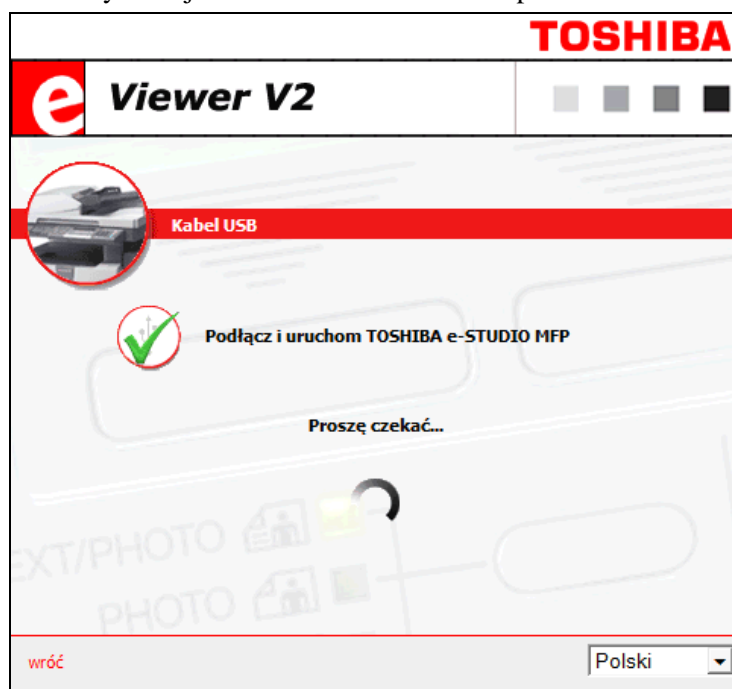 TOSHIBA
e Viewer V2
Kabel USB
Podłącz i uruchom TOSHIBA e-STUDIO MFP
Proszę czekać...
EXT/PHOTO
PHOTO
wróć
Polski